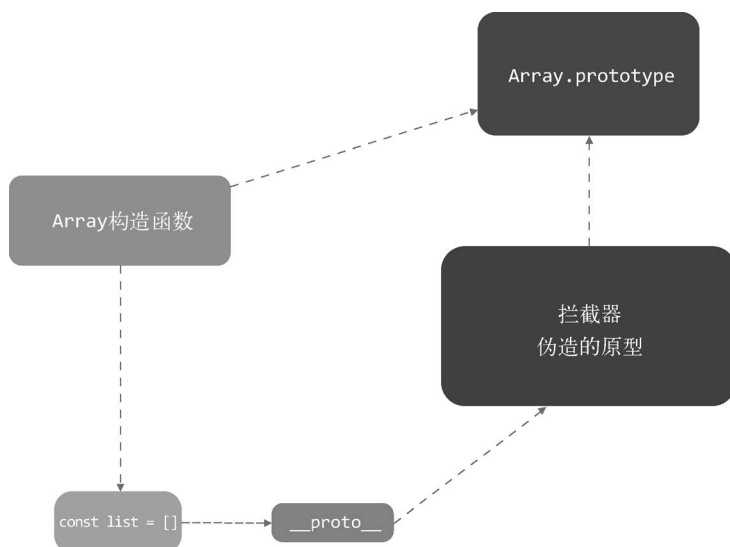 Array.prototype
Array构造函数
拦截器
伪造的原型
const list = []
__proto__